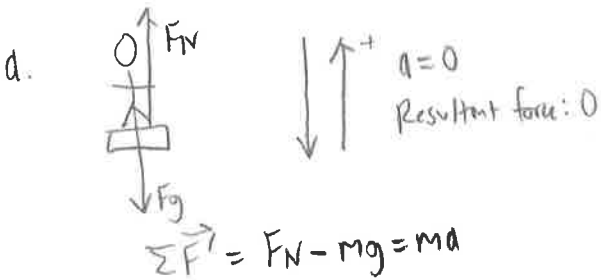 d.
FN
+
a = 0
Resultant force: 0
Fg
ΣF⃗ = FN - mg = ma